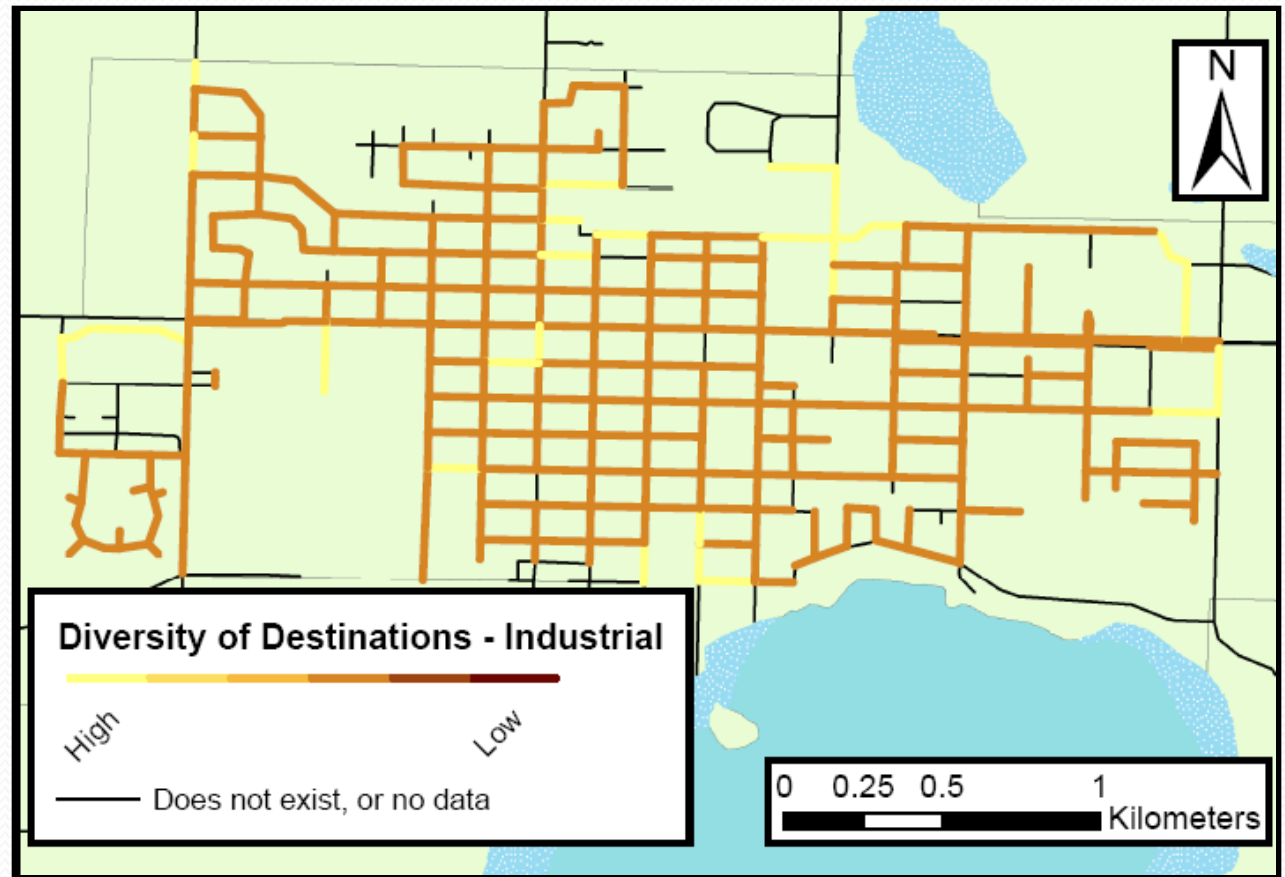 N
Diversity of Destinations - Industrial
High
Low
Does not exist, or no data
0 0.25 0.5 1
Kilometers